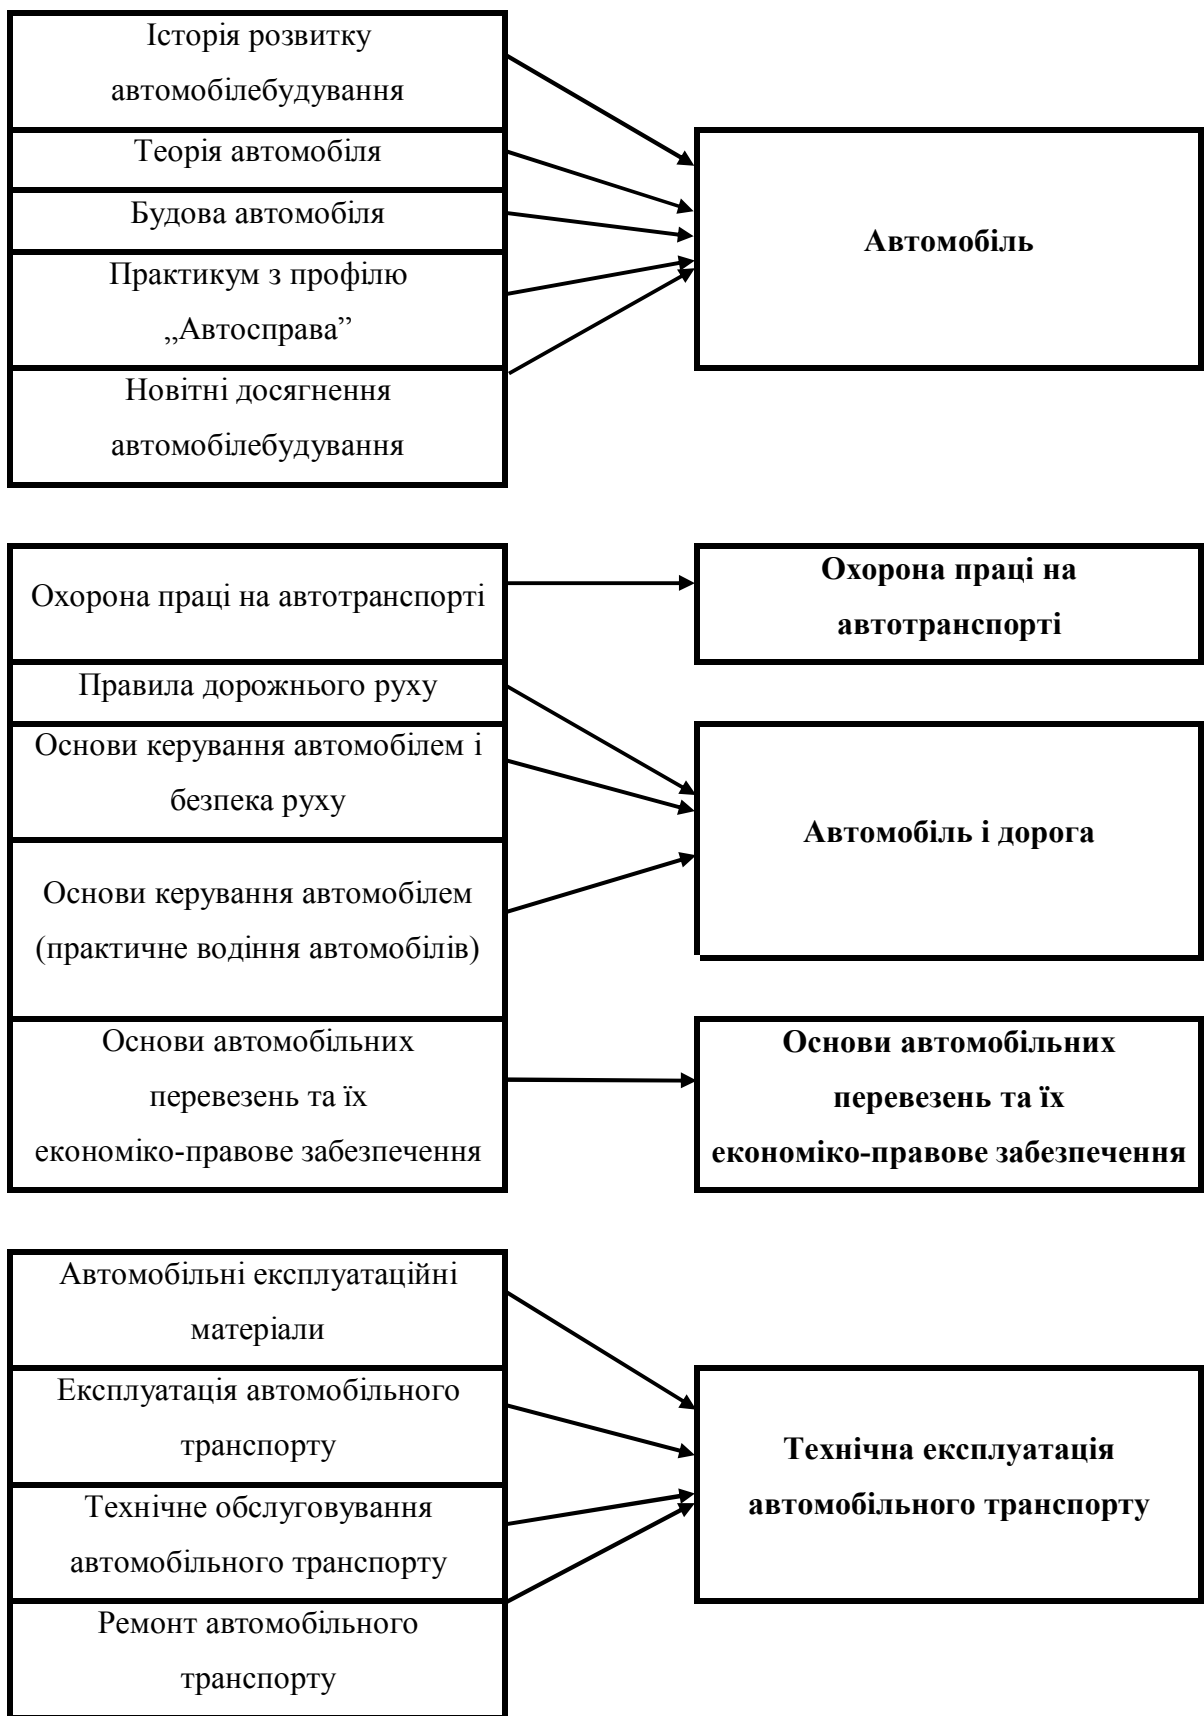 Історія розвитку
автомобілебудування
Теорія автомобіля
Будова автомобіля
Практикум з профілю
„Автосправа”
Новітні досягнення
автомобілебудування
Автомобіль
Охорона праці на автотранспорті
Правила дорожнього руху
Основи керування автомобілем і
безпека руху
Основи керування автомобілем
(практичне водіння автомобілів)
Основи автомобільних
перевезень та їх
економіко-правове забезпечення
Охорона праці на
автотранспорті
Автомобіль і дорога
Основи автомобільних
перевезень та їх
економіко-правове забезпечення
Автомобільні експлуатаційні
матеріали
Експлуатація автомобільного
транспорту
Технічне обслуговування
автомобільного транспорту
Ремонт автомобільного
транспорту
Технічна експлуатація
автомобільного транспорту